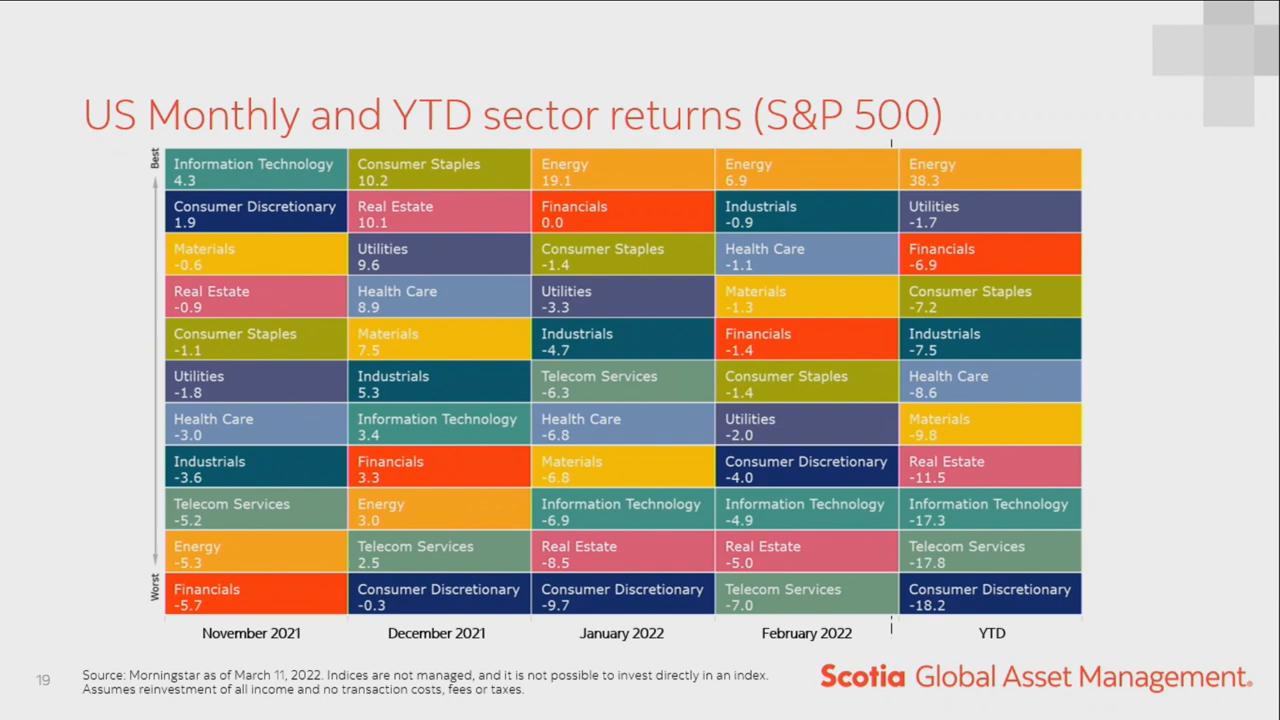 US Monthly and YTD sector returns (S&P 500)
Best
Worst
Information Technology
4.3
Consumer Discretionary
1.9
Materials
-0.6
Real Estate
-0.9
Consumer Staples
-1.1
Utilities
-1.8
Health Care
-3.0
Industrials
-3.6
Telecom Services
-5.2
Energy
-5.3
Financials
-5.7
November 2021
Consumer Staples
10.2
Real Estate
10.1
Utilities
9.6
Health Care
8.9
Materials
7.5
Industrials
5.3
Information Technology
3.4
Financials
3.3
Energy
3.0
Telecom Services
2.5
Consumer Discretionary
-0.3
December 2021
Energy
19.1
Financials
0.0
Consumer Staples
-1.4
Utilities
-3.3
Industrials
-4.7
Telecom Services
-6.3
Health Care
-6.8
Materials
-6.8
Information Technology
-6.9
Real Estate
-8.5
Consumer Discretionary
-9.7
January 2022
Energy
6.9
Industrials
-0.9
Health Care
-1.1
Materials
-1.3
Financials
-1.4
Consumer Staples
-1.4
Utilities
-2.0
Consumer Discretionary
-4.0
Information Technology
-4.9
Real Estate
-5.0
Telecom Services
-7.0
February 2022
Energy
38.3
Utilities
-1.7
Financials
-6.9
Consumer Staples
-7.2
Industrials
-7.5
Health Care
-8.6
Materials
-9.8
Real Estate
-11.5
Information Technology
-17.3
Telecom Services
-17.8
Consumer Discretionary
-18.2
YTD
19
Source: Morningstar as of March 11, 2022. Indices are not managed, and it is not possible to invest directly in an index.
Assumes reinvestment of all income and no transaction costs, fees or taxes.
Scotia Global Asset Management®